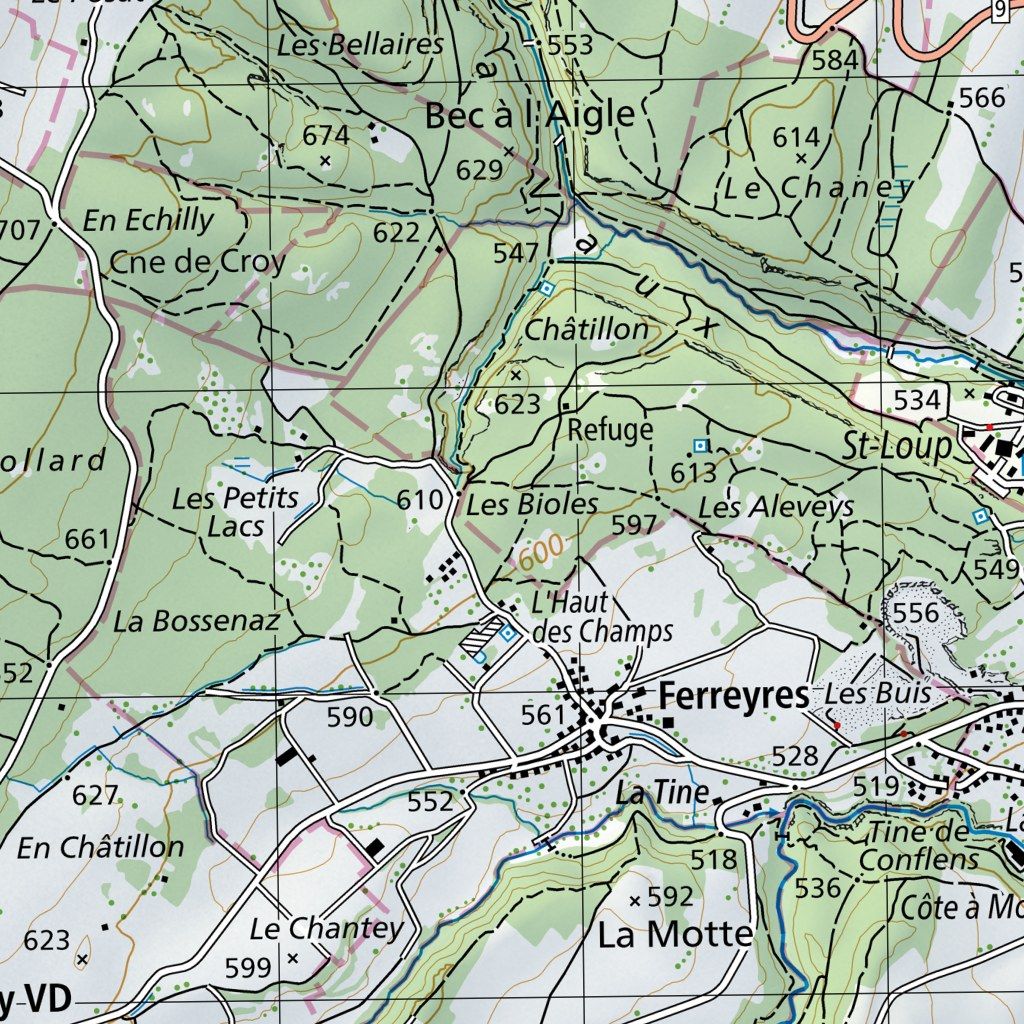 553
Les Bellaires
9
584
566
Bec à l'Aigle
674
629
614
Le Chaney
En Echilly
707
622
547
Cne de Croy
a
a
u
x
Châtillon
623
534
Refuge
St-Loup
613
Les Petits
Lacs
610
Les Bioles
597
Les Aleveys
661
600
549
L'Haut
des Champs
556
La Bossenaz
Ferreyres
Les Buis
590
561
528
627
552
La Tine
519
En Châtillon
518
Tine de
Conflens
536
592
Côte à
La Motte
Le Chantey
623
599
y VD